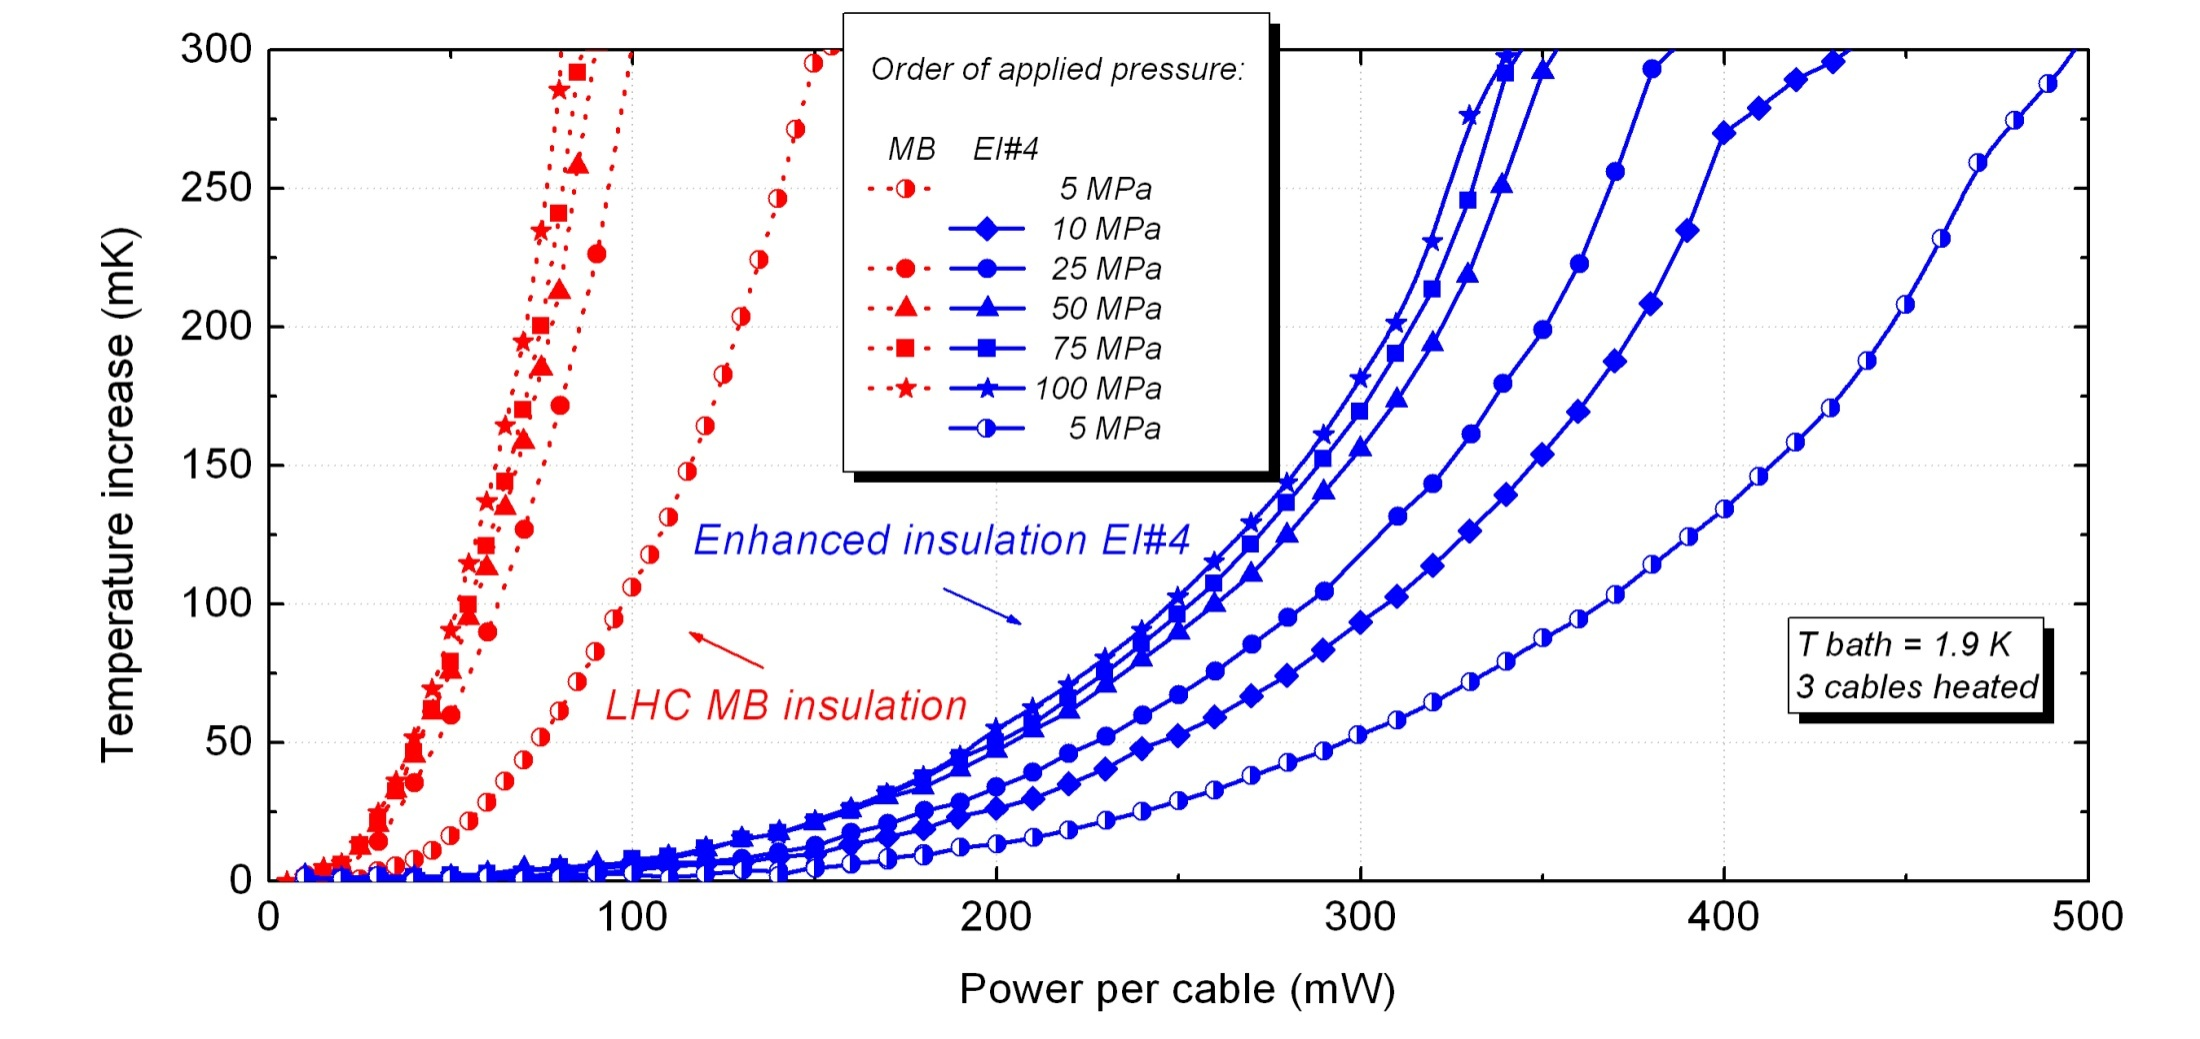 300
250
200
150
100
50
0
0
100
200
300
400
500
Temperature increase (mK)
Power per cable (mW)
Order of applied pressure:
MB EI#4
5 MPa
10 MPa
25 MPa
50 MPa
75 MPa
100 MPa
5 MPa
Enhanced insulation EI#4
LHC MB insulation
T bath = 1.9 K
3 cables heated